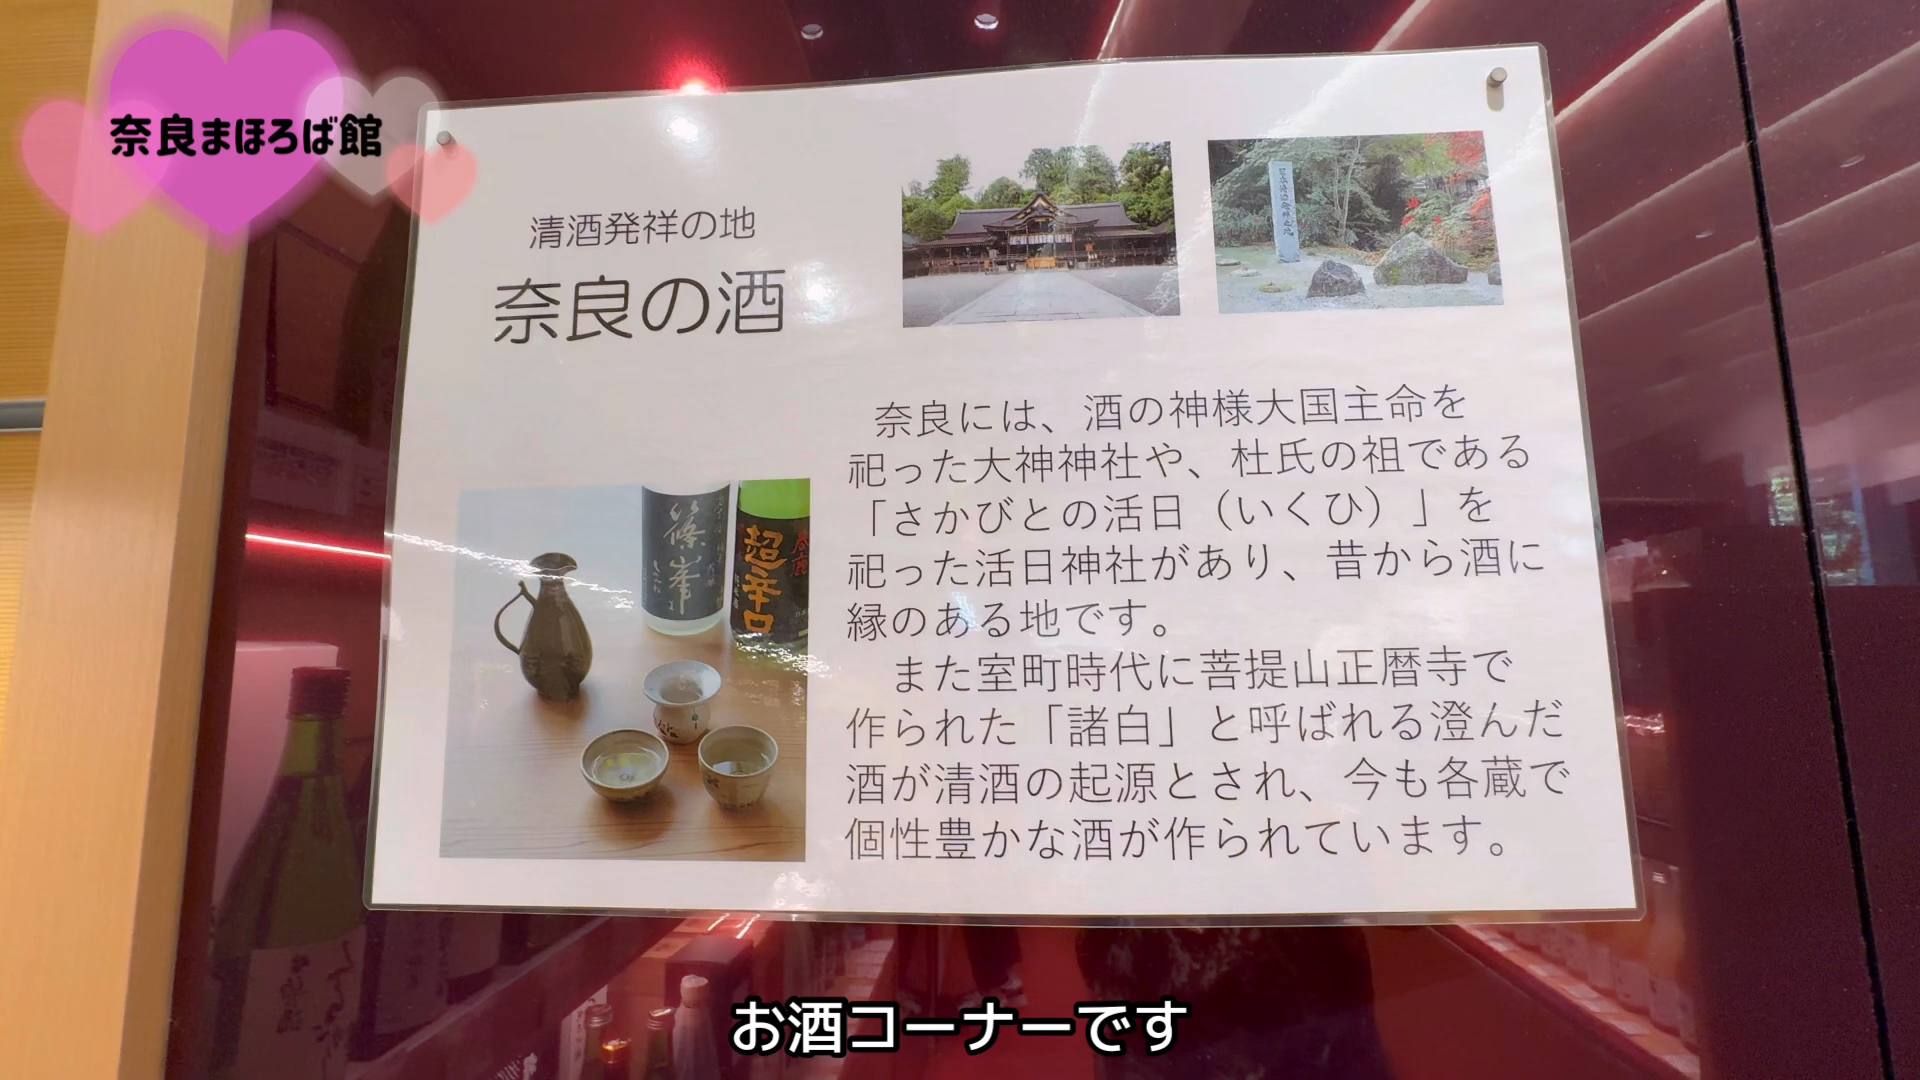 奈良まほろば館
清酒発祥の地
奈良の酒
奈良には、酒の神様大国主命を
祀った大神神社や、杜氏の祖である
「さかびとの活日（いくひ）」を
祀った活日神社があり、昔から酒に
縁のある地です。
また室町時代に菩提山正暦寺で
作られた「諸白」と呼ばれる澄んだ
酒が清酒の起源とされ、今も各蔵で
個性豊かな酒が作られています。
篠峯
超辛口
お酒コーナーです